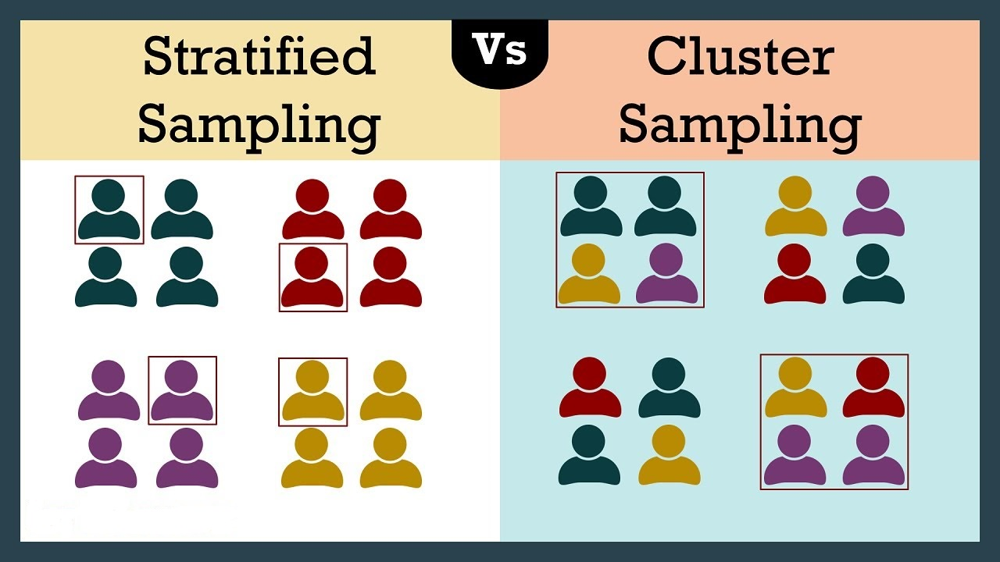 Stratified
Sampling
Vs
Cluster
Sampling